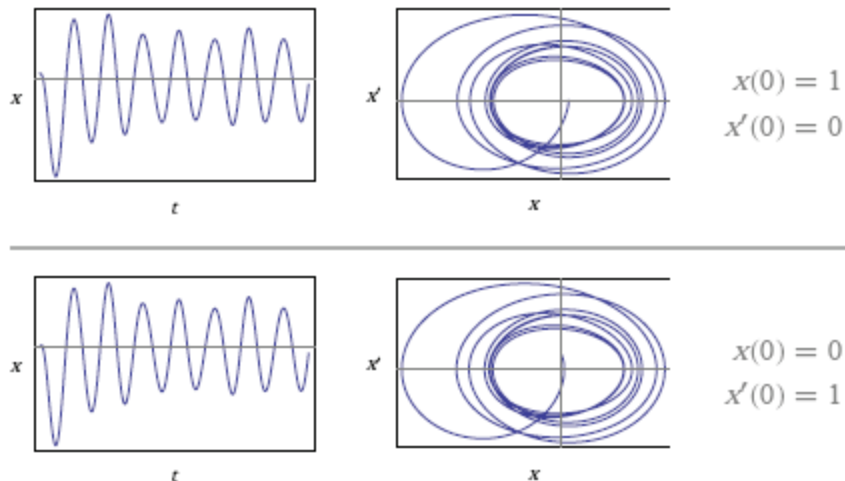 x
t
x′
x
x(0) = 1
x′(0) = 0
x
t
x′
x
x(0) = 0
x′(0) = 1